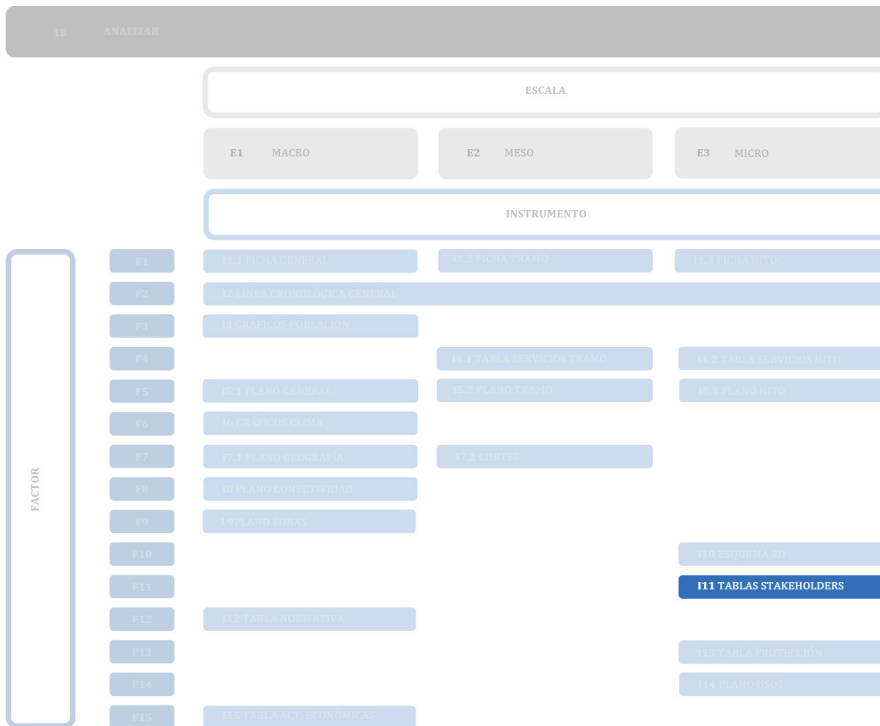 1B ANALIZAR
ESCALA
E1 MACRO E2 MESO E3 MICRO
INSTRUMENTO
FACTOR
F1 I1.1 FICHA GENERAL I1.2 FICHA TRAMO I1.3 FICHA HITO
F2 I2 LÍNEA CRONOLÓGICA GENERAL
F3 I3 GRÁFICOS POBLACIÓN
F4 I4.1 TABLA SERVICIOS TRAMO I4.2 TABLA SERVICIOS HITO
F5 I5.1 PLANO GENERAL I5.2 PLANO TRAMO I5.3 PLANO HITO
F6 I6 GRÁFICOS CLIMA
F7 I7.1 PLANO GEOGRAFÍA I7.2 CORTES
F8 I8 PLANO CONECTIVIDAD
F9 I9PLANO ZONAS
F10 I10 ESQUEMA 3D
F11 I11 TABLAS STAKEHOLDERS
F12 I12 TABLA NORMATIVA
F13 I13 TABLA PROTECCIÓN
F14 I14 PLANO USOS
F15 I15 TABLA ACT. ECONÓMICAS